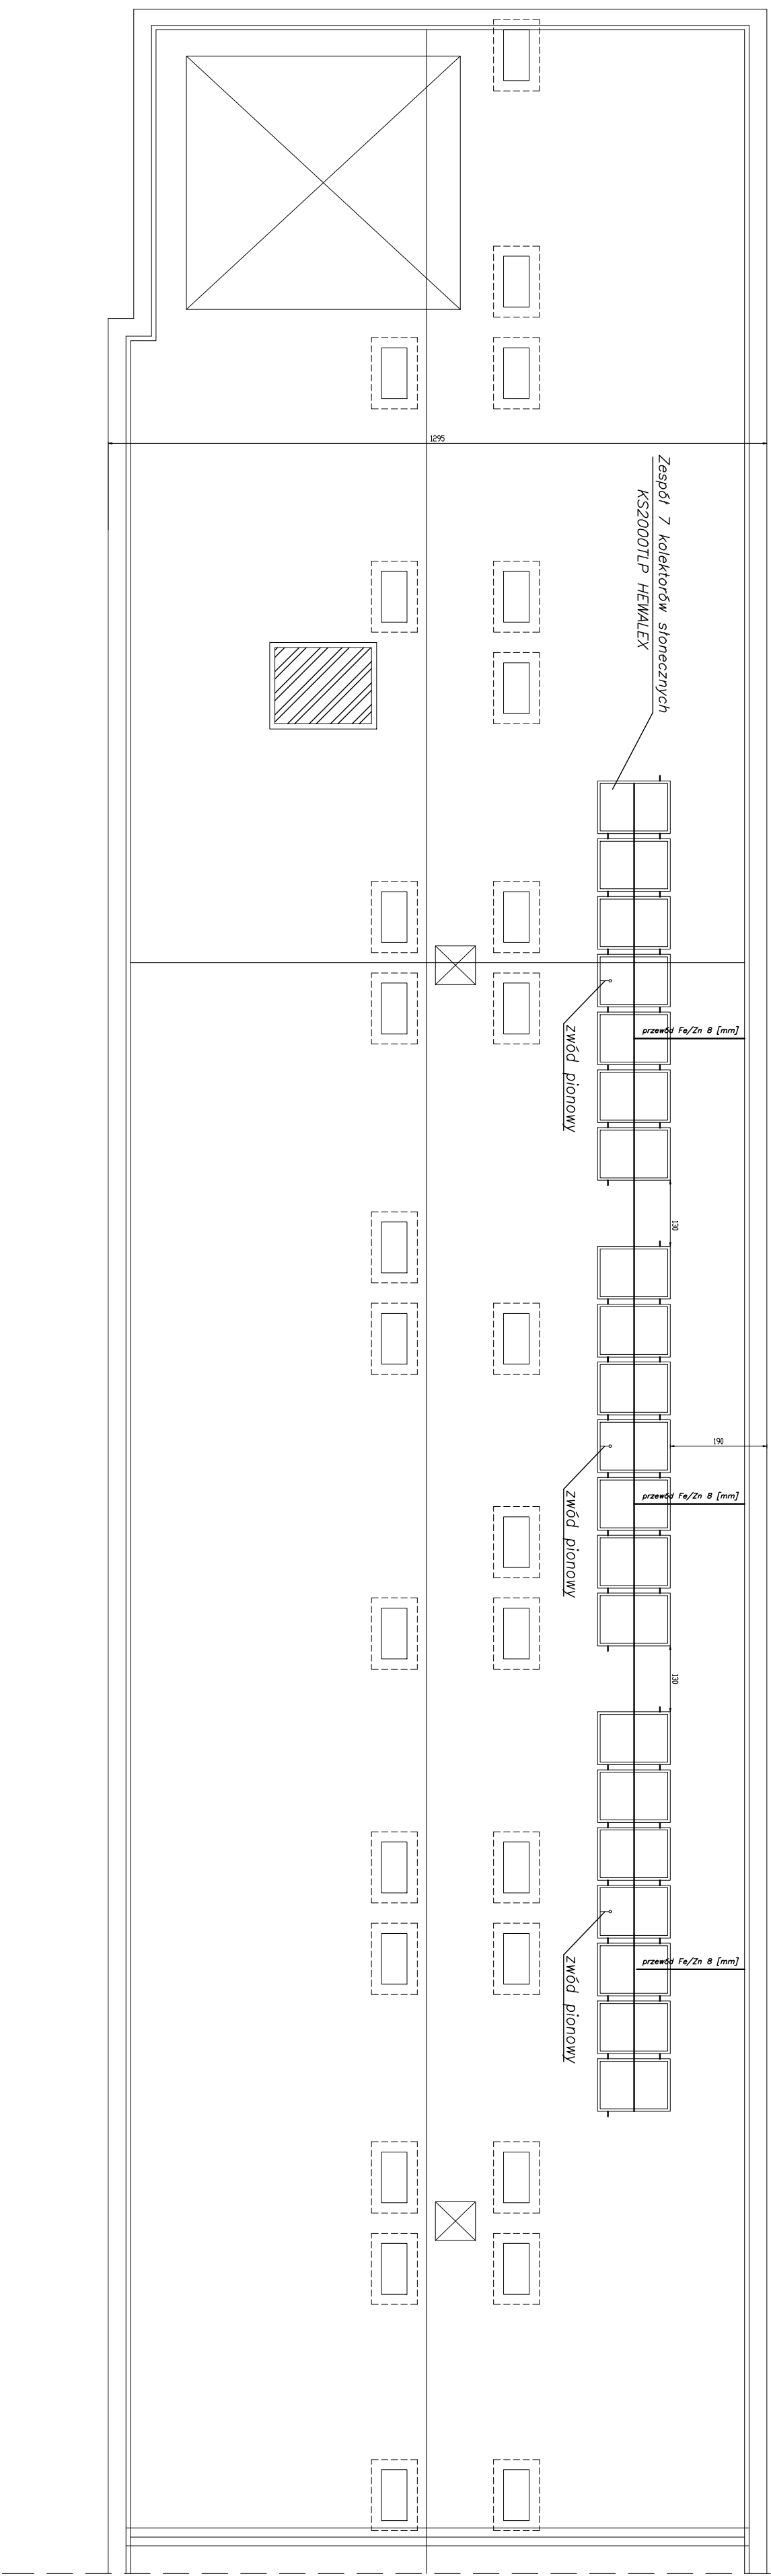 1295
Zespół 7 kolektorów słonecznych
KS2000TLP HEWALEX
przewód Fe/Zn 8 [mm]
zwód pionowy
130
190
przewód Fe/Zn 8 [mm]
zwód pionowy
130
przewód Fe/Zn 8 [mm]
zwód pionowy